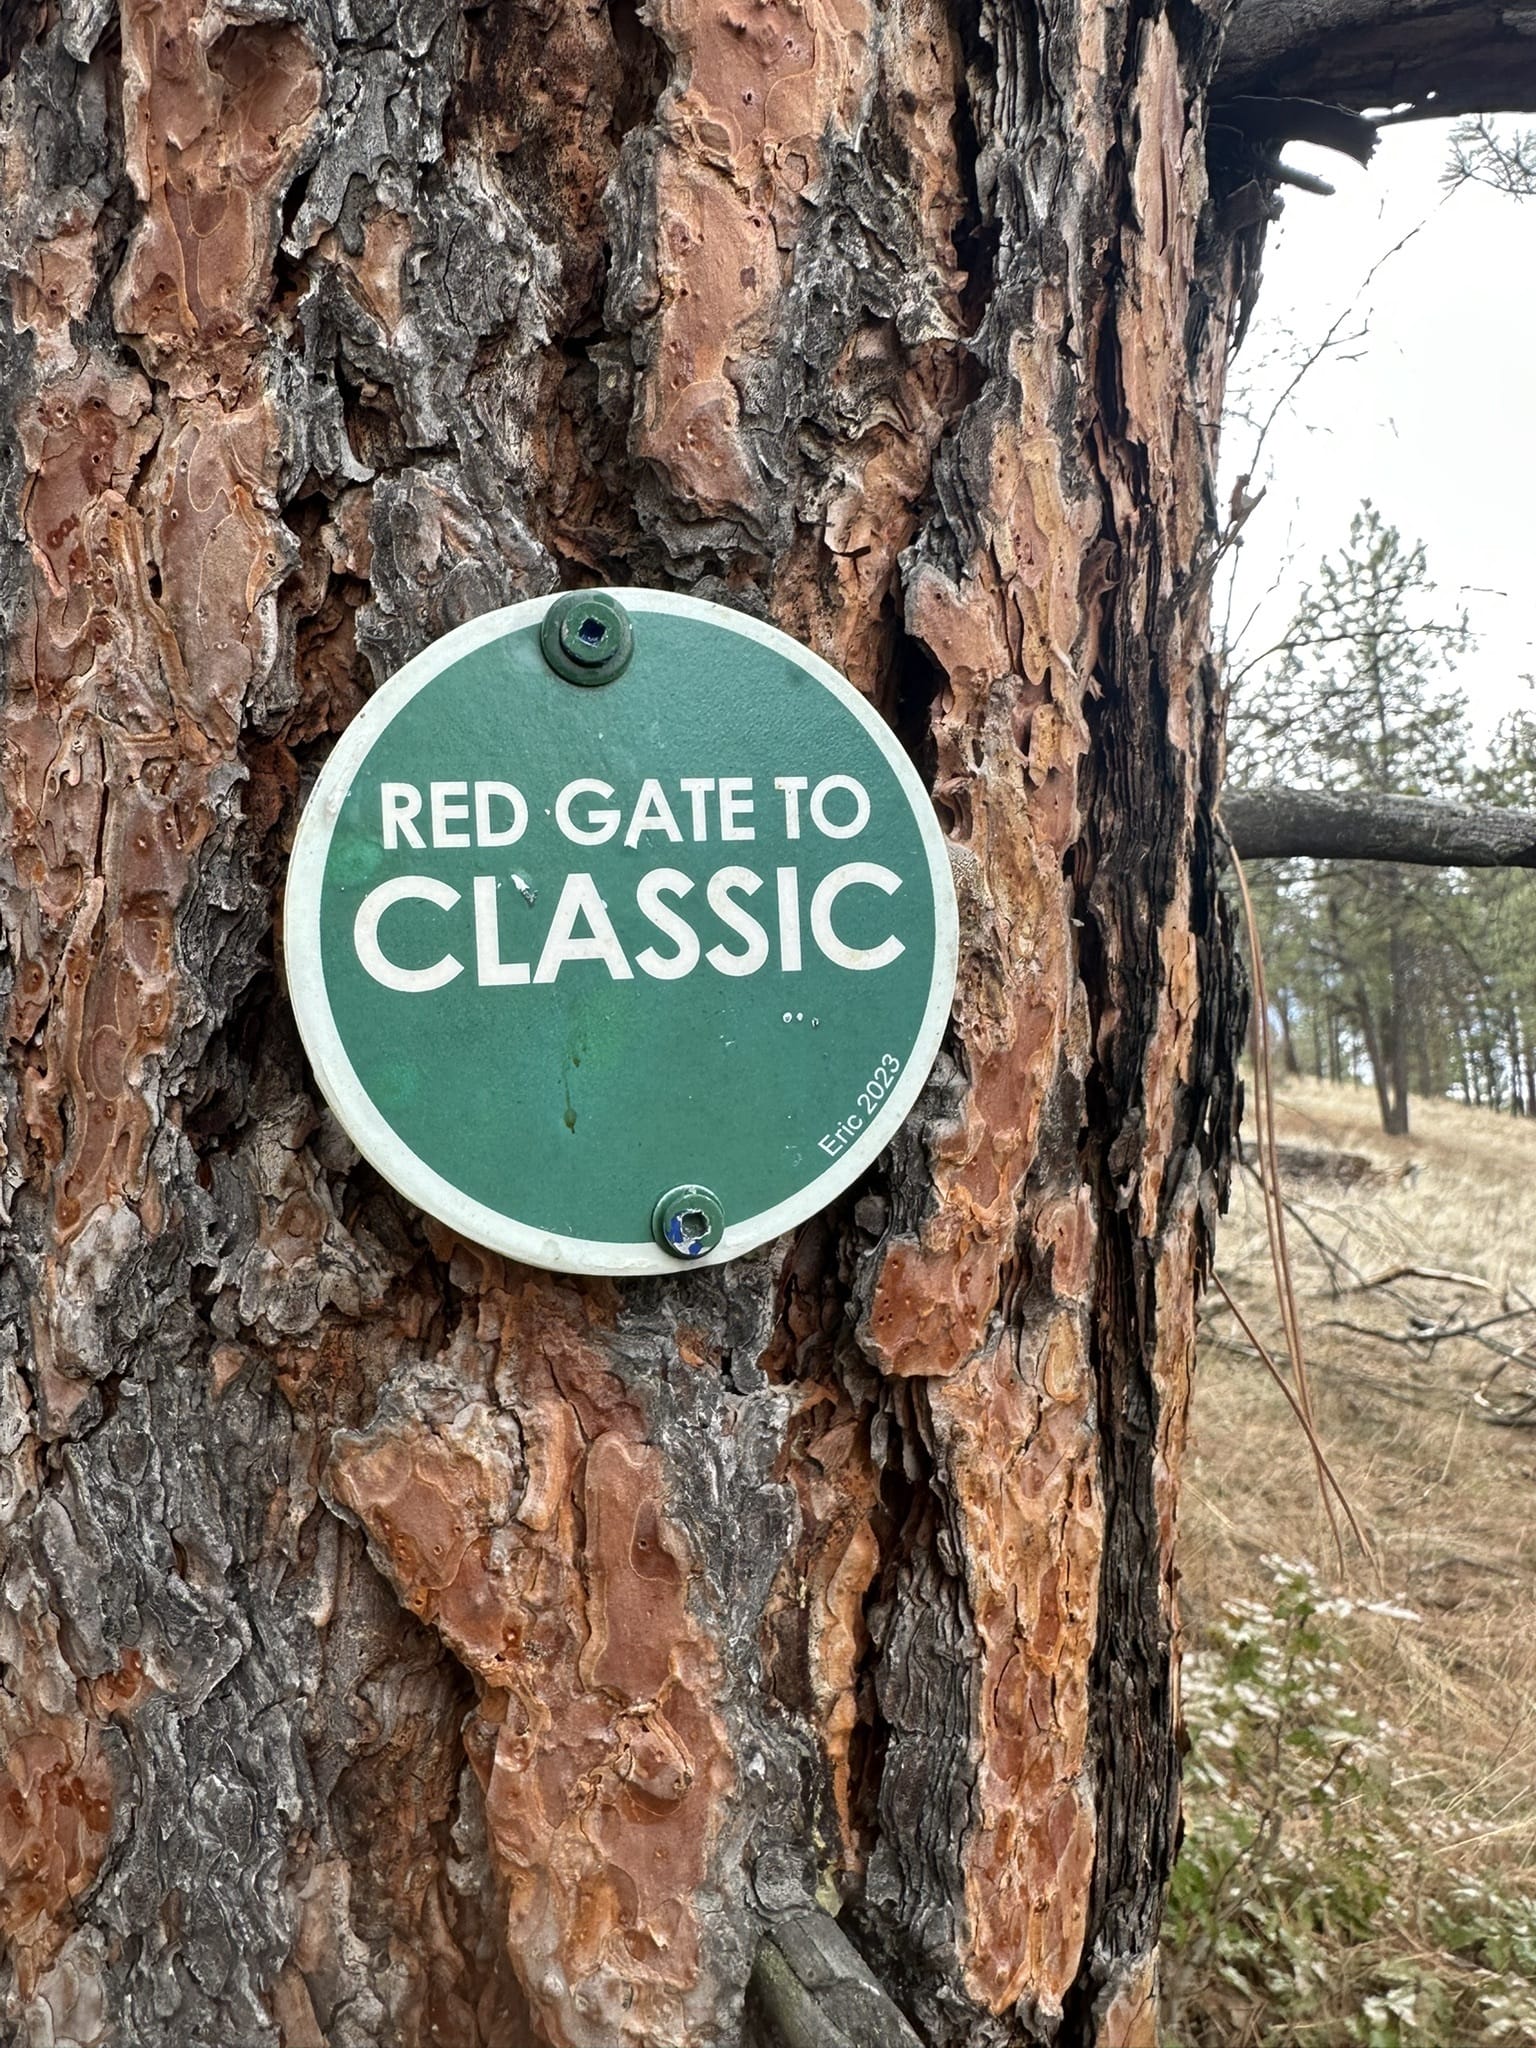 RED GATE TO
CLASSIC
Eric 2023